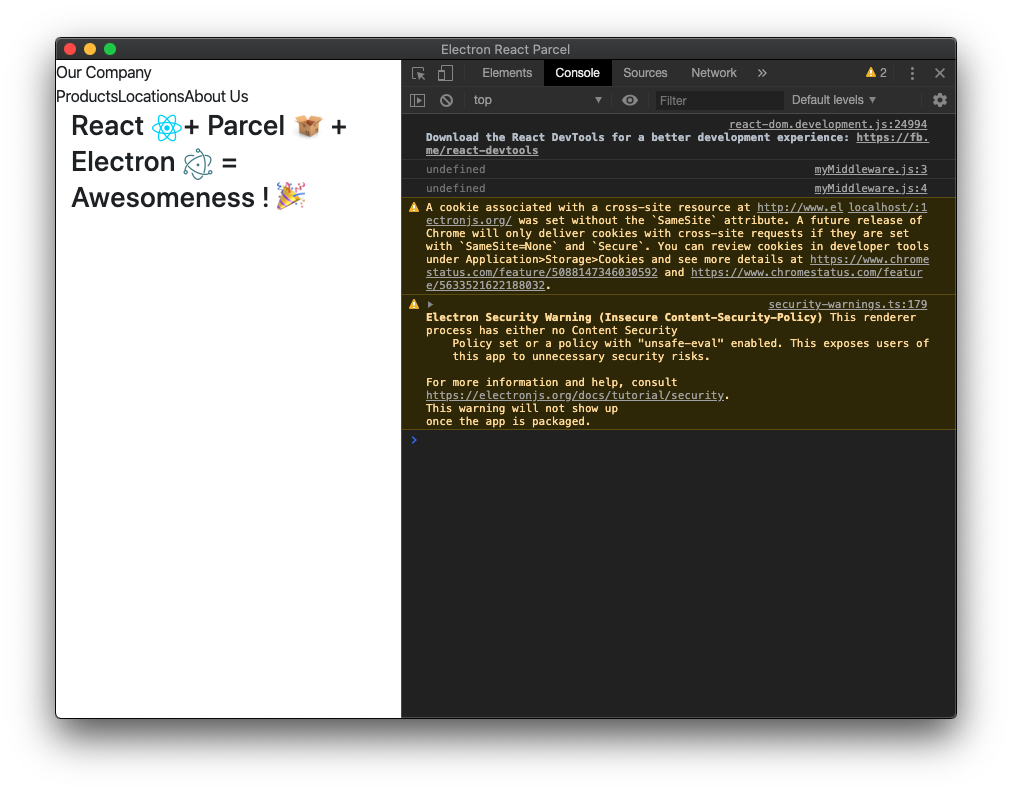 Electron React Parcel
Our Company
ProductsLocationsAbout Us
React + Parcel +
Electron =
Awesomeness !
Elements Console Sources Network » 2
top Filter Default levels
react-dom.development.js:24994
Download the React DevTools for a better development experience: https://fb.
me/react-devtools
undefined myMiddleware.js:3
undefined myMiddleware.js:4
A cookie associated with a cross-site resource at http://www.el localhost/:1
ectronjs.org/ was set without the `SameSite` attribute. A future release of
Chrome will only deliver cookies with cross-site requests if they are set
with `SameSite=None` and `Secure`. You can review cookies in developer tools
under Application>Storage>Cookies and see more details at https://www.chrome
status.com/feature/5088147346030592 and https://www.chromestatus.com/featur
e/5633521622188032.
security-warnings.ts:179
Electron Security Warning (Insecure Content-Security-Policy) This renderer
process has either no Content Security
Policy set or a policy with "unsafe-eval" enabled. This exposes users of
this app to unnecessary security risks.
For more information and help, consult
https://electronjs.org/docs/tutorial/security.
This warning will not show up
once the app is packaged.